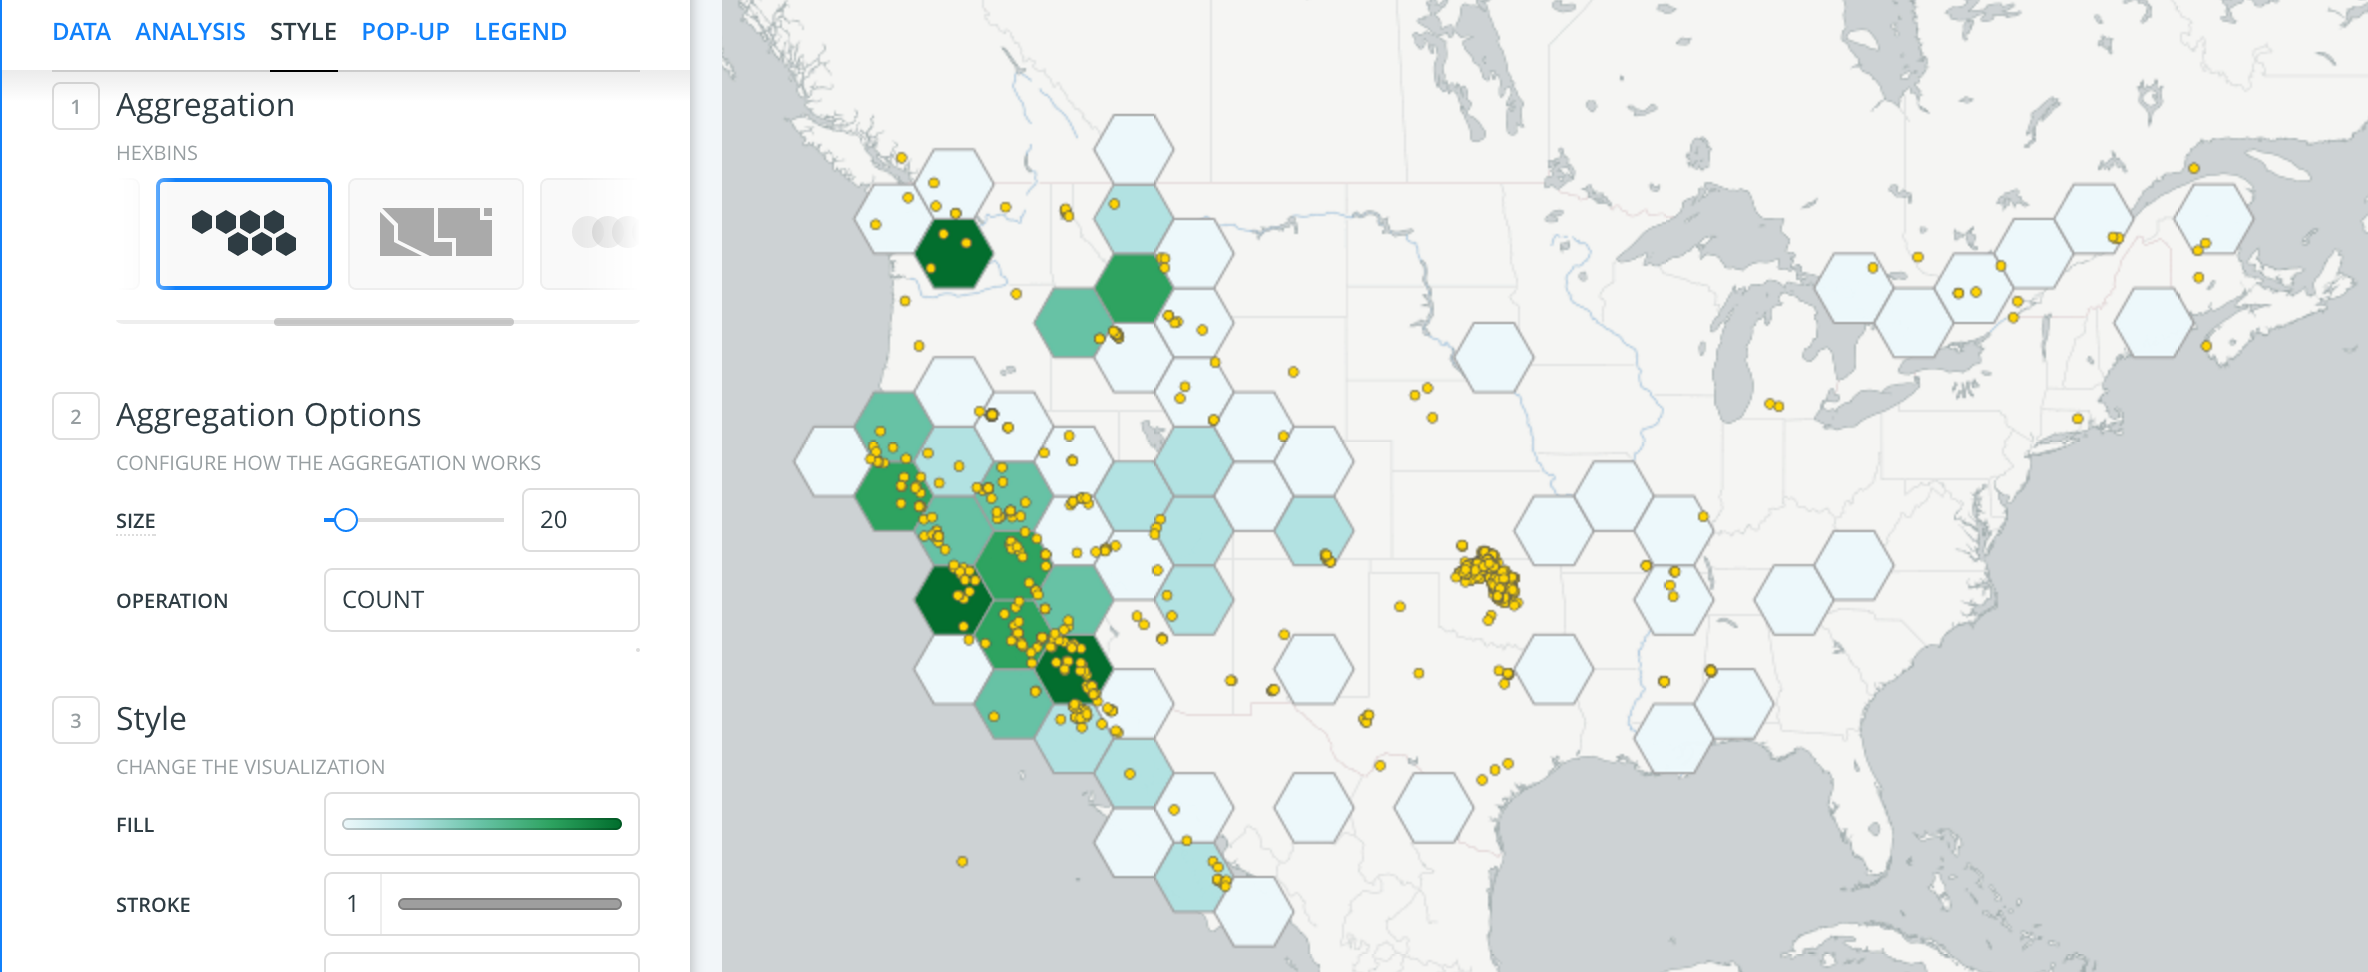 DATA ANALYSIS STYLE POP-UP LEGEND
1 Aggregation
HEXBINS
2 Aggregation Options
CONFIGURE HOW THE AGGREGATION WORKS
SIZE 20
OPERATION COUNT
3 Style
CHANGE THE VISUALIZATION
FILL
STROKE 1